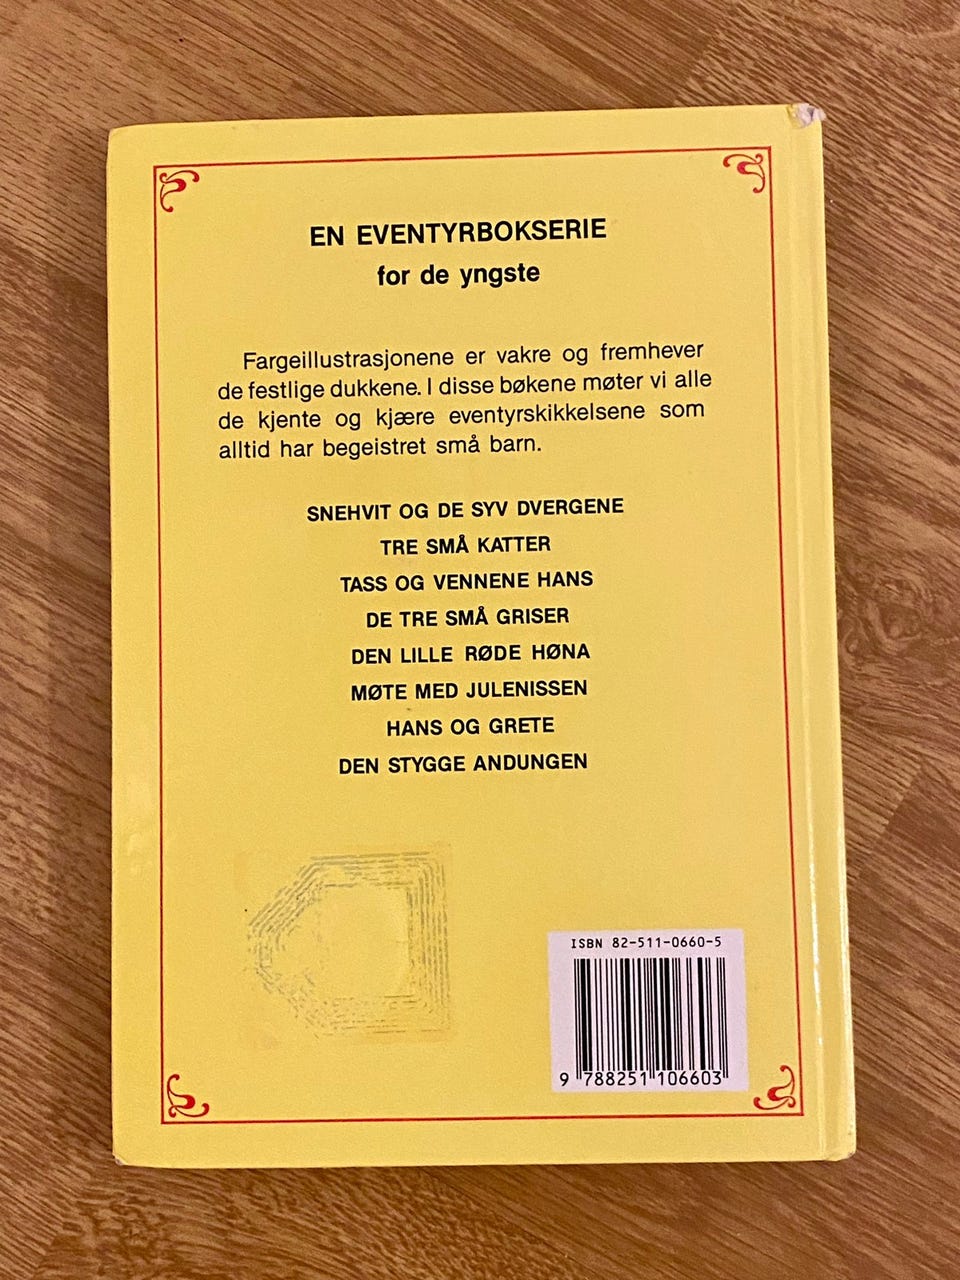 EN EVENTYRBOKSERIE
for de yngste
Fargeillustrasjonene er vakre og fremhever
de festlige dukkene. I disse bøkene møter vi alle
de kjente og kjære eventyrskikkelsene som
alltid har begeistret små barn.
SNEHVIT OG DE SYV DVERGENE
TRE SMÅ KATTER
TASS OG VENNENE HANS
DE TRE SMÅ GRISER
DEN LILLE RØDE HØNA
MØTE MED JULENISSEN
HANS OG GRETE
DEN STYGGE ANDUNGEN
ISBN 82-511-0660-5
9 788251 106603